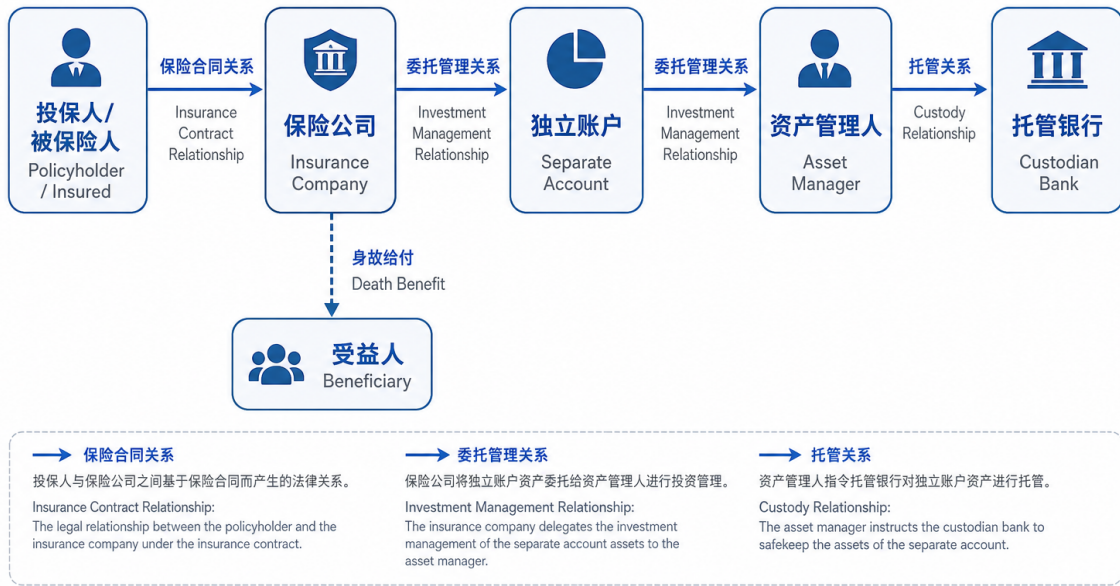 投保人/
被保险人
Policyholder
/ Insured
保险合同关系
Insurance
Contract
Relationship
保险公司
Insurance
Company
委托管理关系
Investment
Management
Relationship
独立账户
Separate
Account
委托管理关系
Investment
Management
Relationship
资产管理人
Asset
Manager
托管关系
Custody
Relationship
托管银行
Custodian
Bank
身故给付
Death Benefit
受益人
Beneficiary
保险合同关系
投保人与保险公司之间基于保险合同而产生的法律关系。
Insurance Contract Relationship:
The legal relationship between the policyholder and the
insurance company under the insurance contract.
委托管理关系
保险公司将独立账户资产委托给资产管理人进行投资管理。
Investment Management Relationship:
The insurance company delegates the investment
management of the separate account assets to the
asset manager.
托管关系
资产管理人指令托管银行对独立账户资产进行托管。
Custody Relationship:
The asset manager instructs the custodian bank to
safekeep the assets of the separate account.